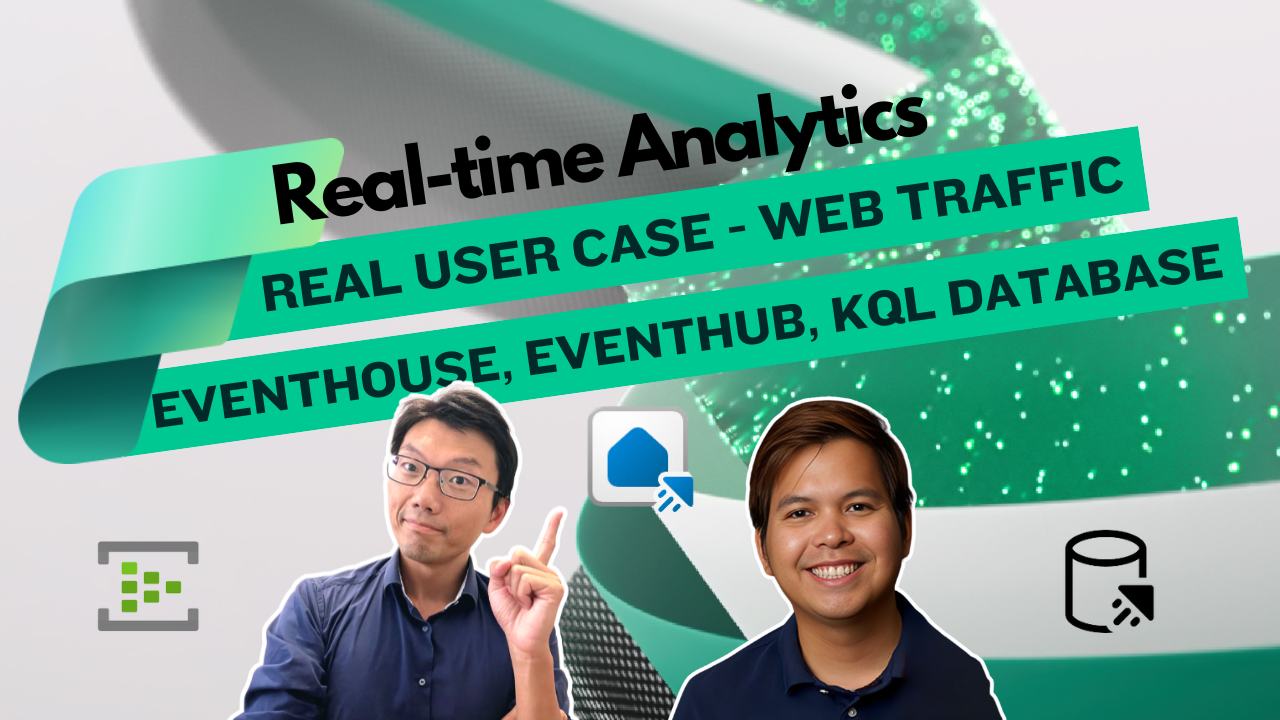 Real-time Analytics
REAL USER CASE - WEB TRAFFIC
EVENTHOUSE, EVENTHUB, KQL DATABASE